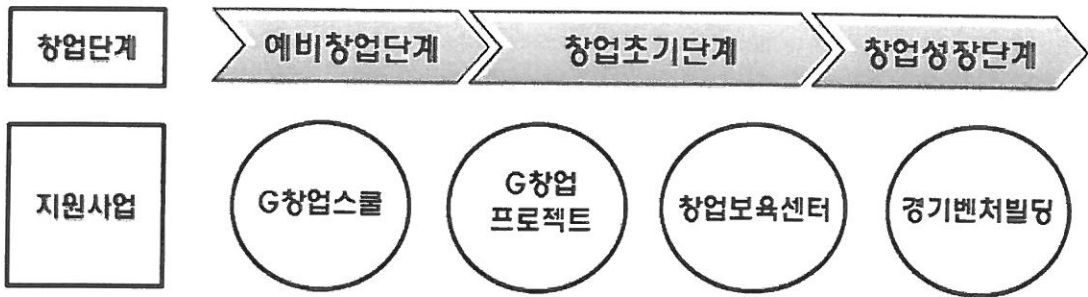 창업단계
예비창업단계
창업초기단계
창업성장단계
지원사업
G창업스쿨
G창업
프로젝트
창업보육센터
경기벤처빌딩